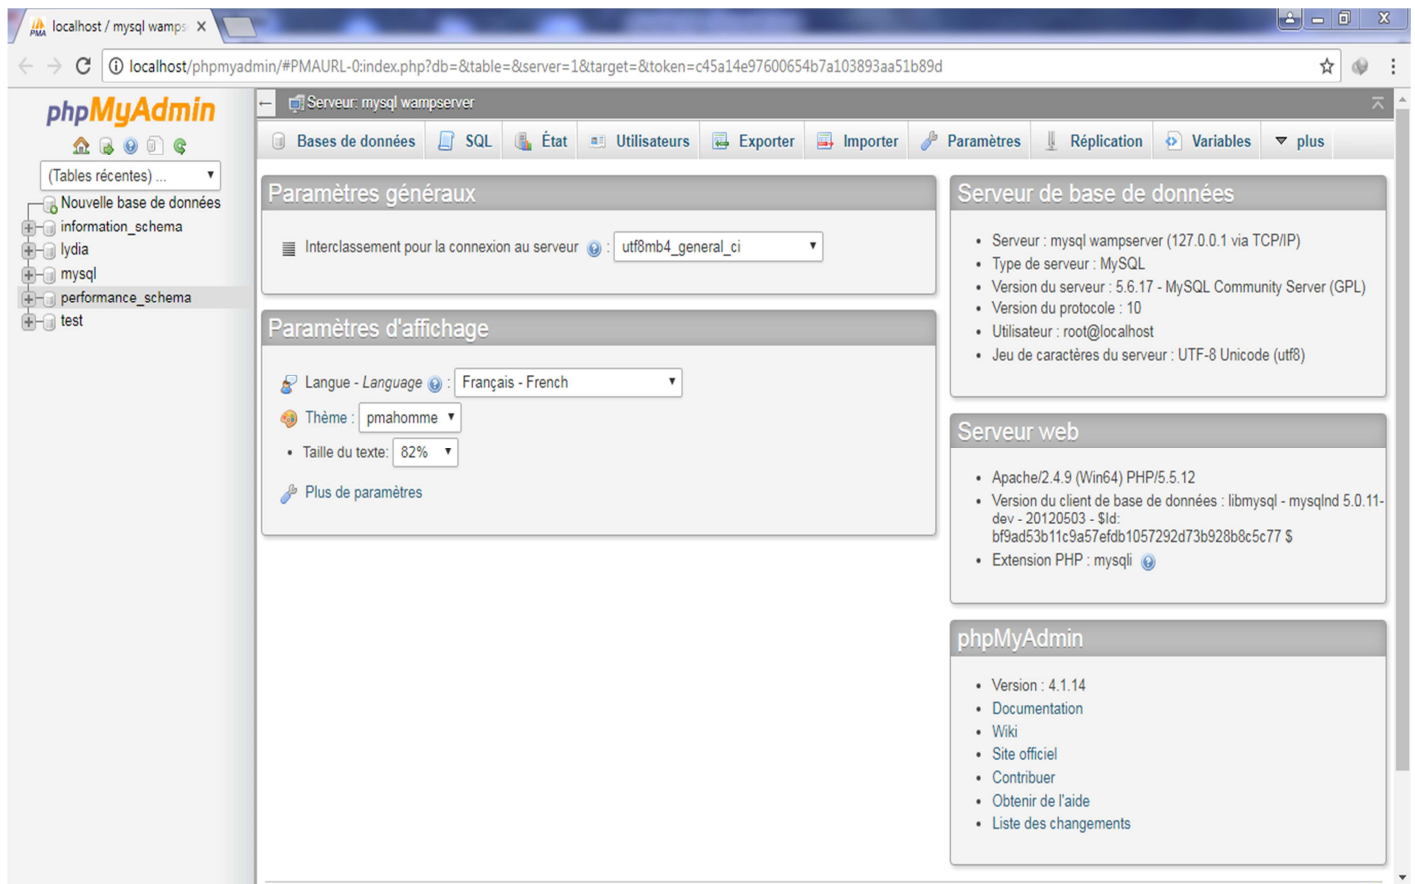 localhost / mysql wamps
localhost/phpmyadmin/#PMAURL-0:index.php?db=&table=&server=1&target=&token=c45a14e97600654b7a103893aa51b89d
phpMyAdmin
(Tables récentes) ...
Nouvelle base de données
information_schema
lydia
mysql
performance_schema
test
Serveur: mysql wampserver
Bases de données SQL État Utilisateurs Exporter Importer Paramètres Réplication Variables plus
Paramètres généraux
Interclassement pour la connexion au serveur : utf8mb4_general_ci
Paramètres d'affichage
Langue - Language : Français - French
Thème : pmahomme
Taille du texte: 82%
Plus de paramètres
Serveur de base de données
Serveur : mysql wampserver (127.0.0.1 via TCP/IP)
Type de serveur : MySQL
Version du serveur : 5.6.17 - MySQL Community Server (GPL)
Version du protocole : 10
Utilisateur : root@localhost
Jeu de caractères du serveur : UTF-8 Unicode (utf8)
Serveur web
Apache/2.4.9 (Win64) PHP/5.5.12
Version du client de base de données : libmysql - mysqlnd 5.0.11-
dev - 20120503 - $Id:
bf9ad53b11c9a57efdb1057292d73b928b8c5c77 $
Extension PHP : mysqli
phpMyAdmin
Version : 4.1.14
Documentation
Wiki
Site officiel
Contribuer
Obtenir de l'aide
Liste des changements